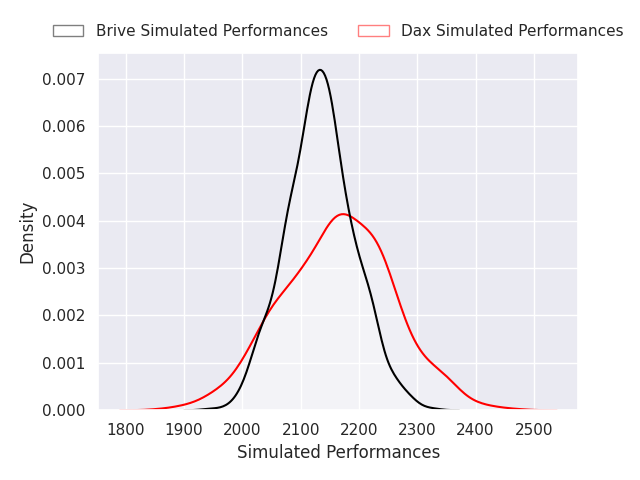 Brive Simulated Performances Dax Simulated Performances
0.007
0.006
0.005
0.004
0.003
0.002
0.001
0.000
Density
1800 1900 2000 2100 2200 2300 2400 2500
Simulated Performances